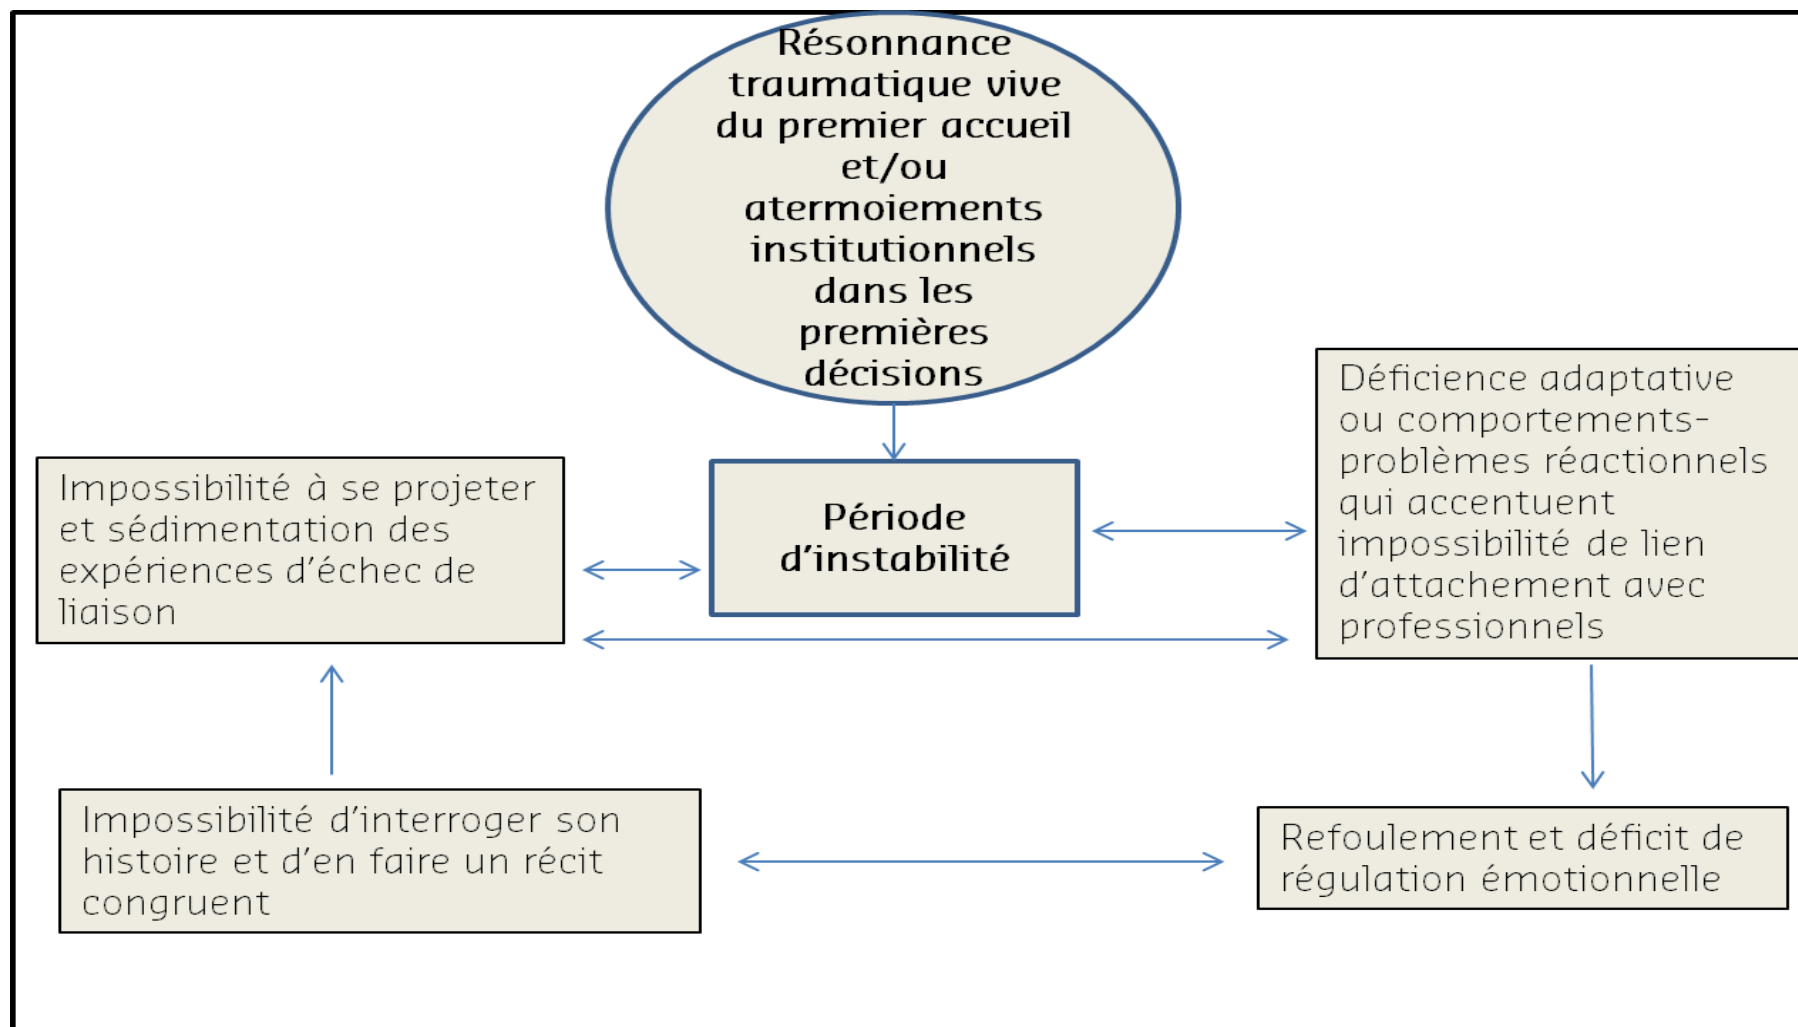 Résonnance
traumatique vive
du premier accueil
et/ou
atermoiements
institutionnels
dans les
premières
décisions
Déficience adaptative
ou comportements-
problèmes réactionnels
qui accentuent
impossibilité de lien
d'attachement avec
professionnels
Impossibilité à se projeter
et sédimentation des
expériences d'échec de
liaison
Période
d'instabilité
Impossibilité d'interroger son
histoire et d'en faire un récit
congruent
Refoulement et déficit de
régulation émotionnelle